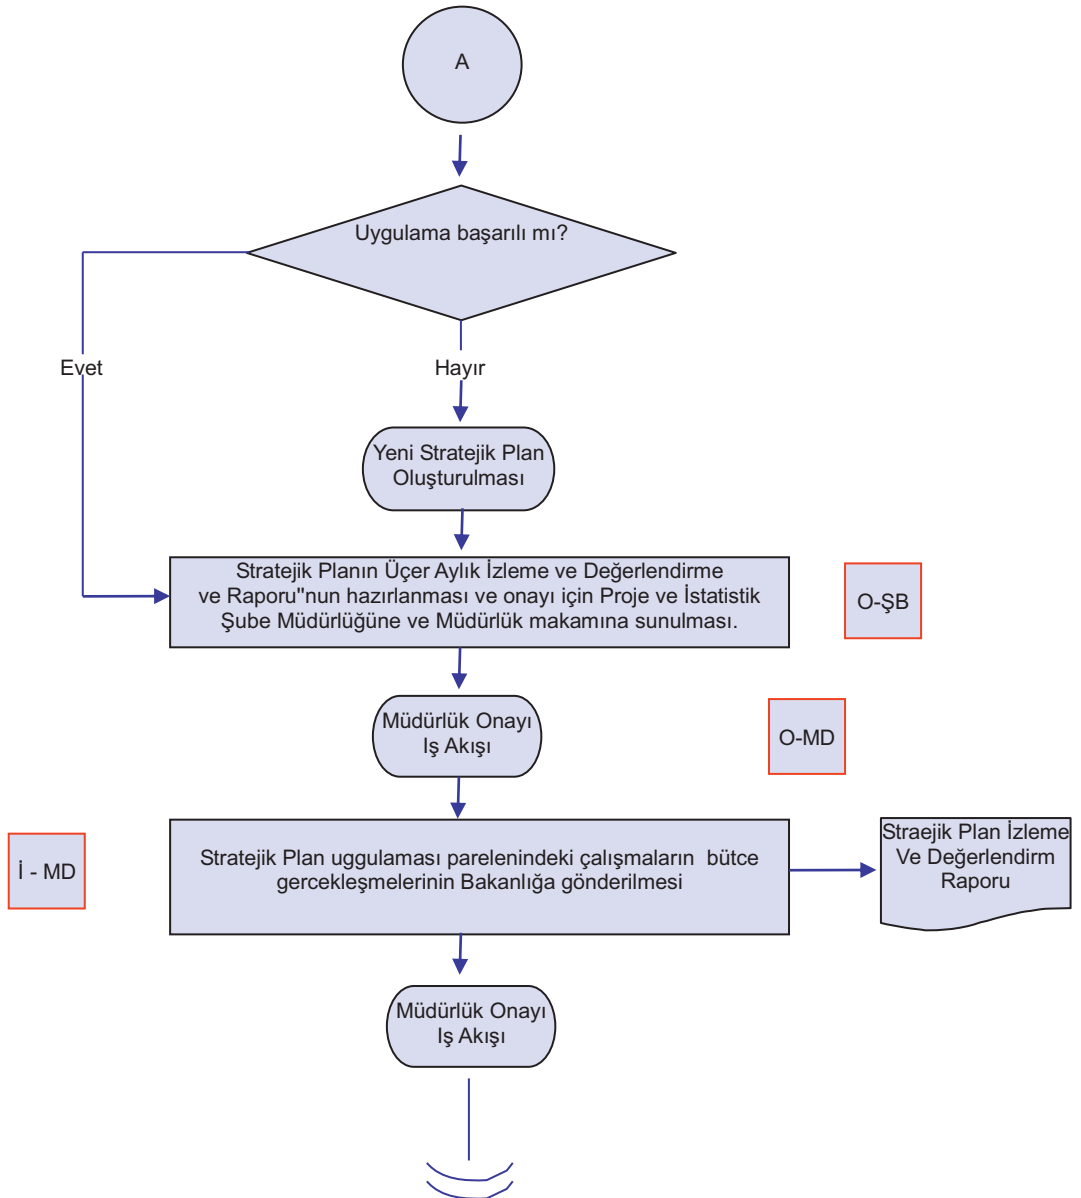 A
Uygulama başarılı mı?
Evet
Hayır
Yeni Stratejik Plan
Oluşturulması
Stratejik Planın Üçer Aylık İzleme ve Değerlendirme
ve Raporu"nun hazırlanması ve onayı için Proje ve İstatistik
Şube Müdürlüğüne ve Müdürlük makamına sunulması.
O-ŞB
Müdürlük Onayı
Iş Akışı
O-MD
İ - MD
Stratejik Plan uggulaması parelenindeki çalışmaların bütce
gercekleşmelerinin Bakanlığa gönderilmesi
Straejik Plan İzleme
Ve Değerlendirm
Raporu
Müdürlük Onayı
Iş Akışı